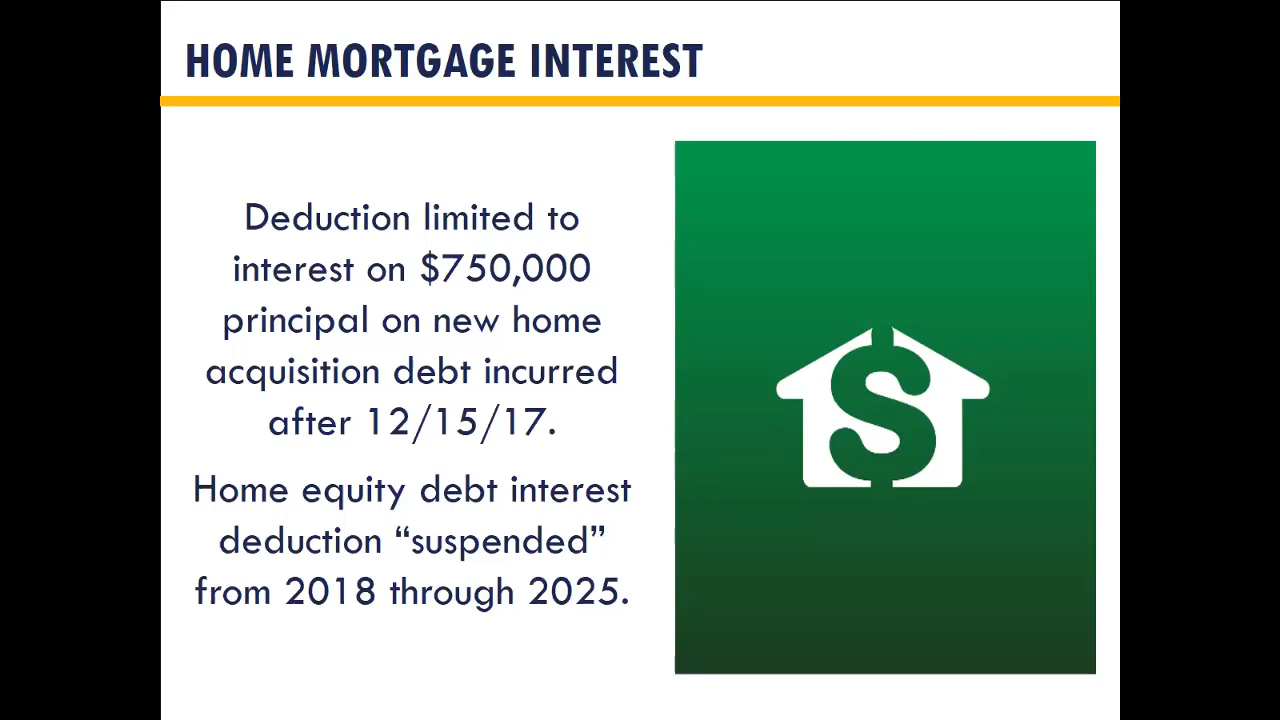 HOME MORTGAGE INTEREST
Deduction limited to
interest on $750,000
principal on new home
acquisition debt incurred
after 12/15/17.
Home equity debt interest
deduction “suspended”
from 2018 through 2025.